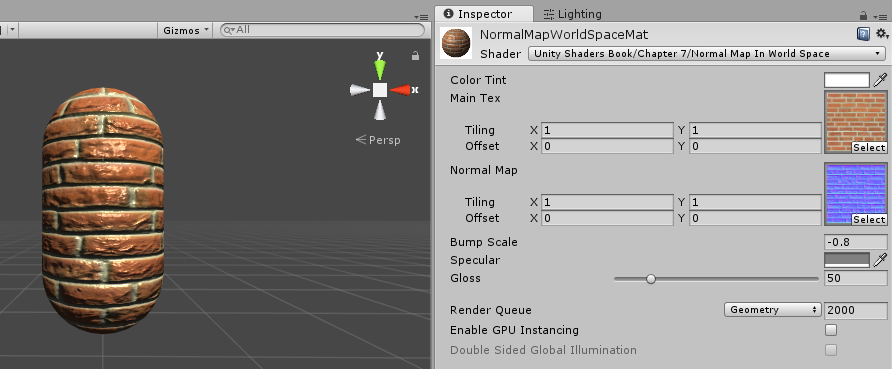 Gizmos All
y
x
Persp
Inspector Lighting
NormalMapWorldSpaceMat
Shader Unity Shaders Book/Chapter 7/Normal Map In World Space
Color Tint
Main Tex
Tiling X 1 Y 1
Offset X 0 Y 0
Select
Normal Map
Tiling X 1 Y 1
Offset X 0 Y 0
Select
Bump Scale -0.8
Specular
Gloss 50
Render Queue Geometry 2000
Enable GPU Instancing
Double Sided Global Illumination